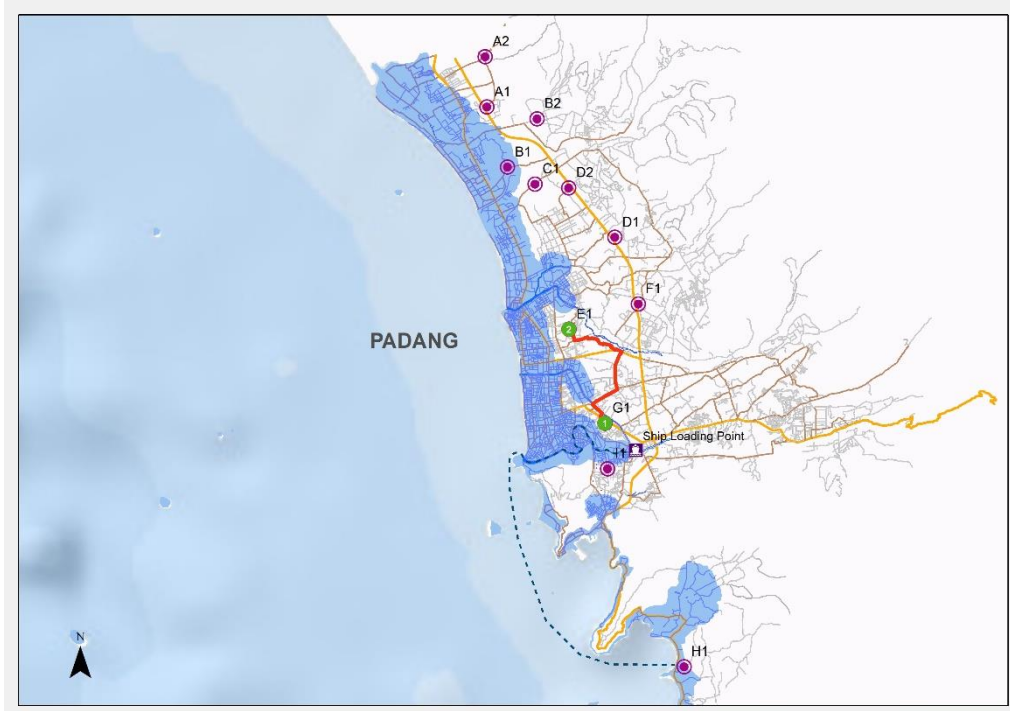 A2
A1
B2
B1
C1
D2
D1
F1
E1
2
PADANG
G1
1
Ship Loading Point
I1
N
H1